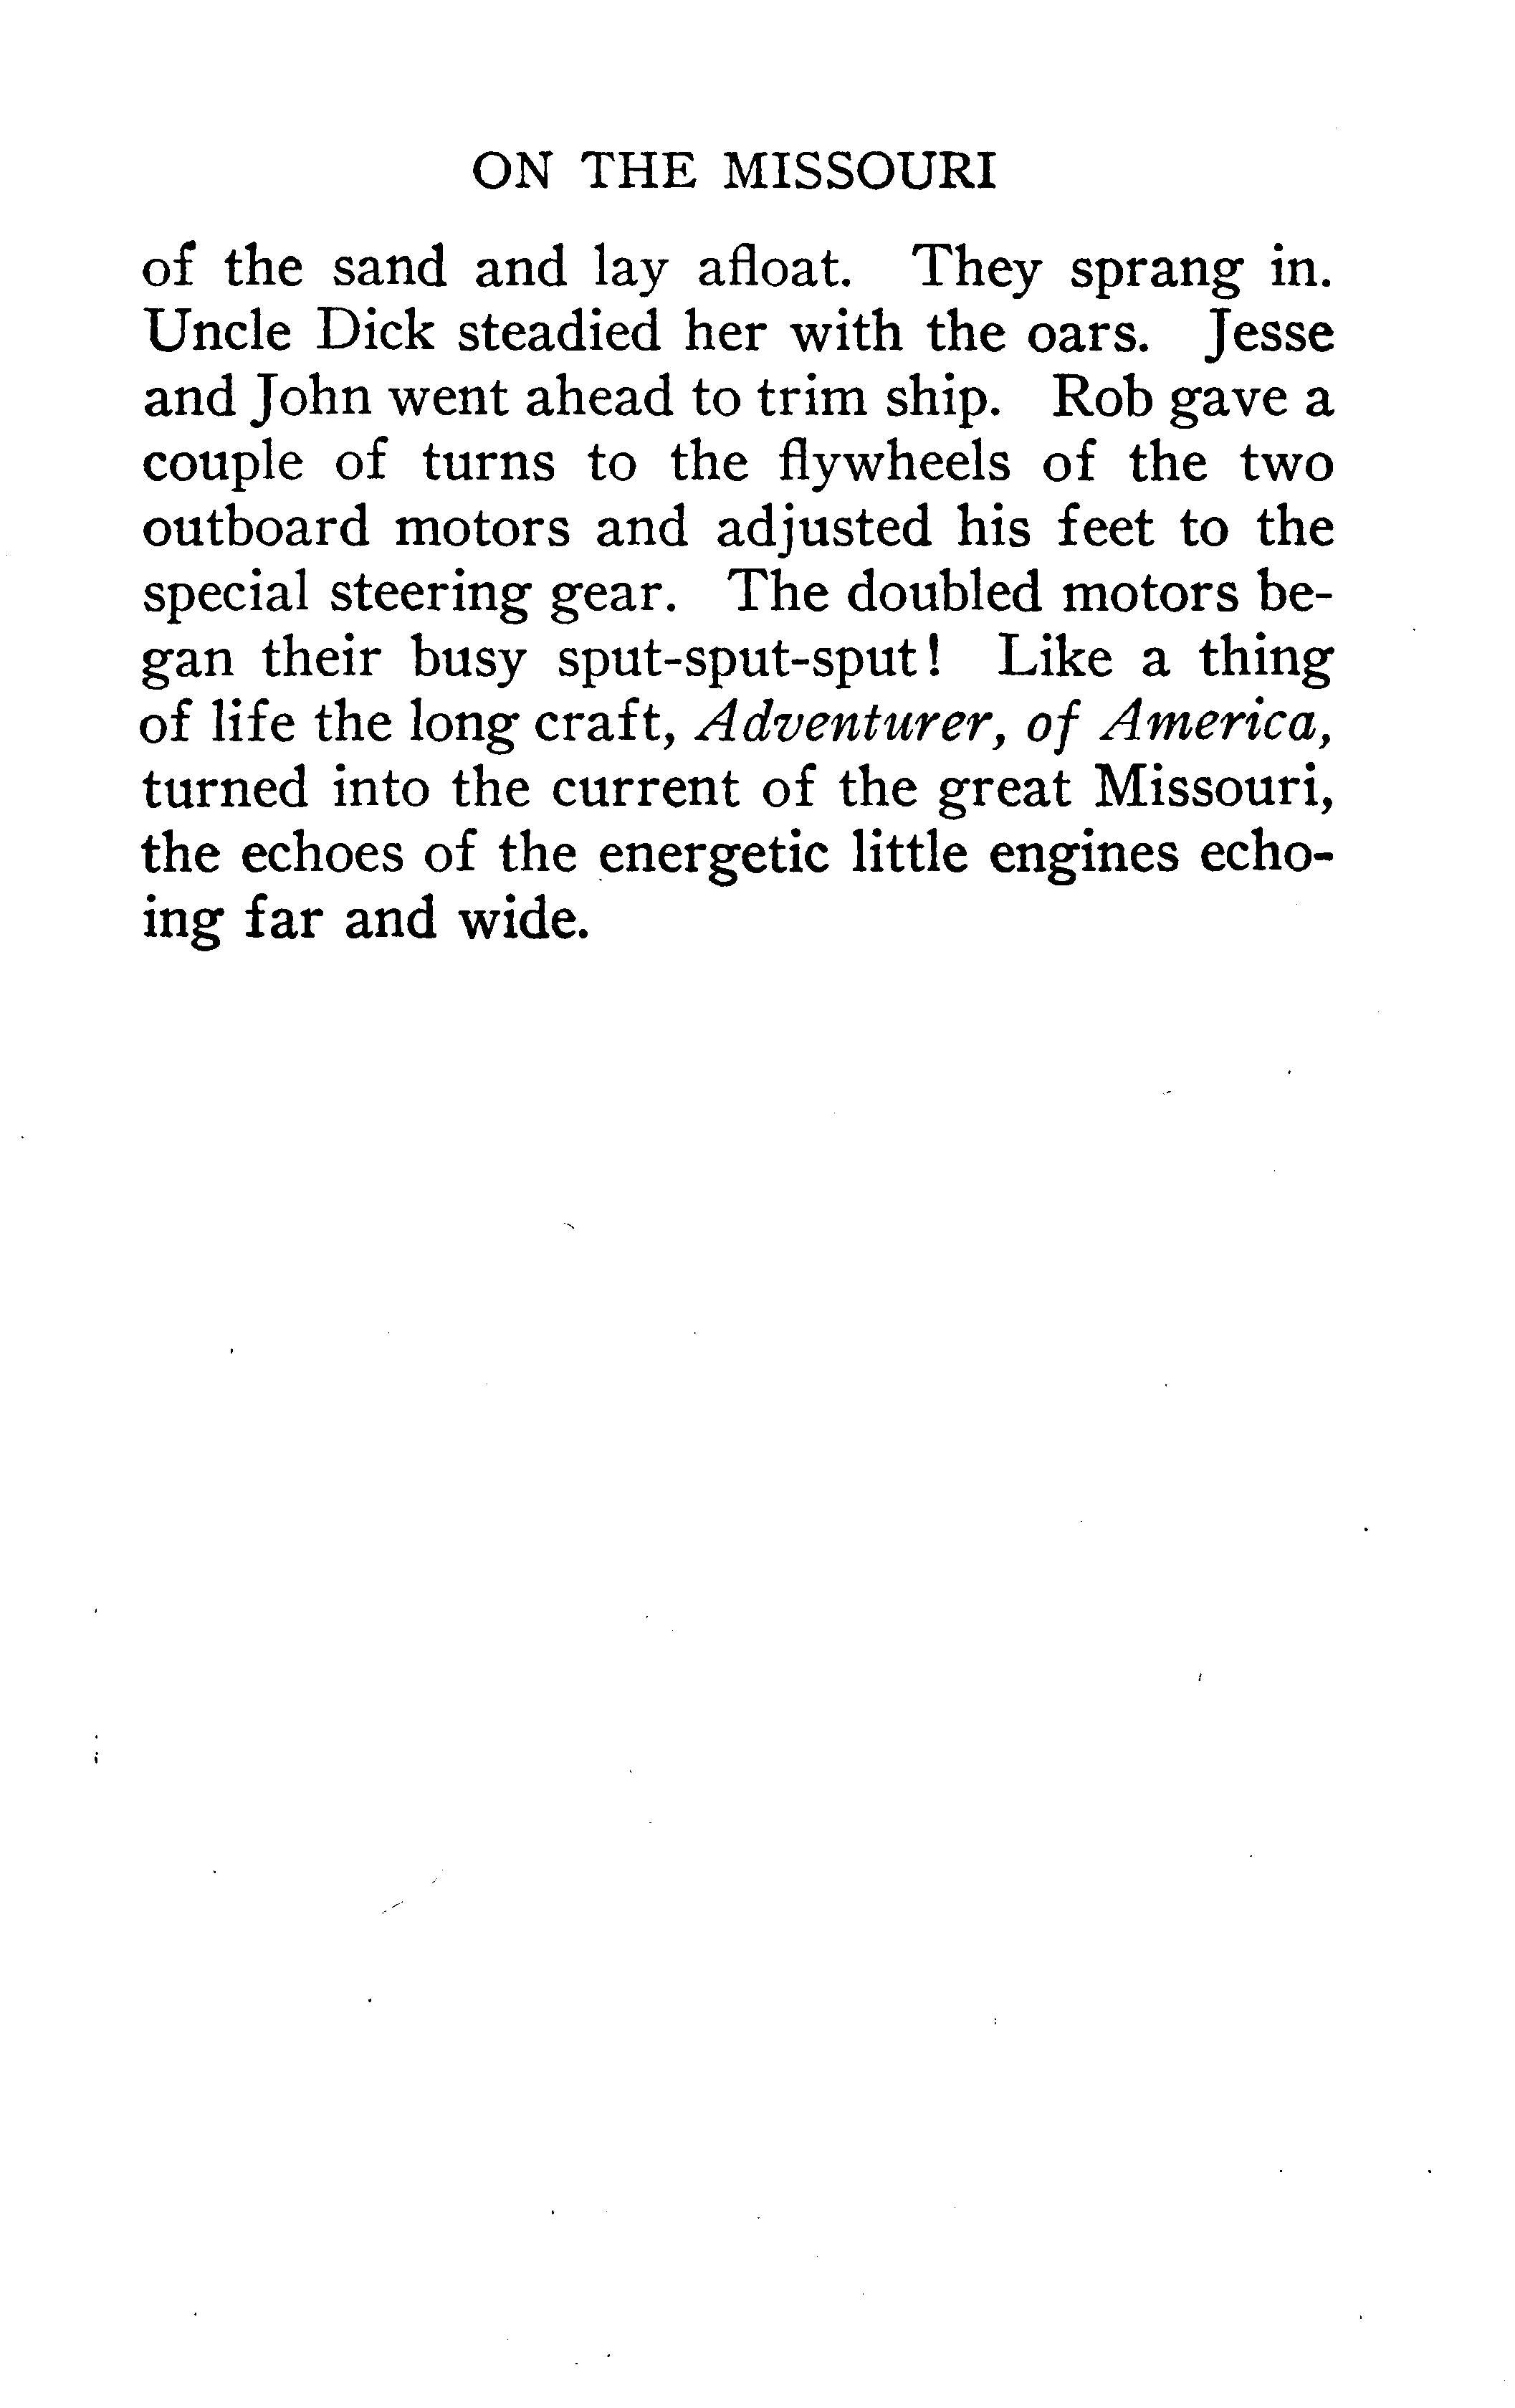 ON THE MISSOURI
of the sand and lay afloat. They sprang in.
Uncle Dick steadied her with the oars. Jesse
and John went ahead to trim ship. Rob gave a
couple of turns to the flywheels of the two
outboard motors and adjusted his feet to the
special steering gear. The doubled motors be-
gan their busy sput-sput-sput! Like a thing
of life the long craft, Adventurer, of America,
turned into the current of the great Missouri,
the echoes of the energetic little engines echo-
ing far and wide.